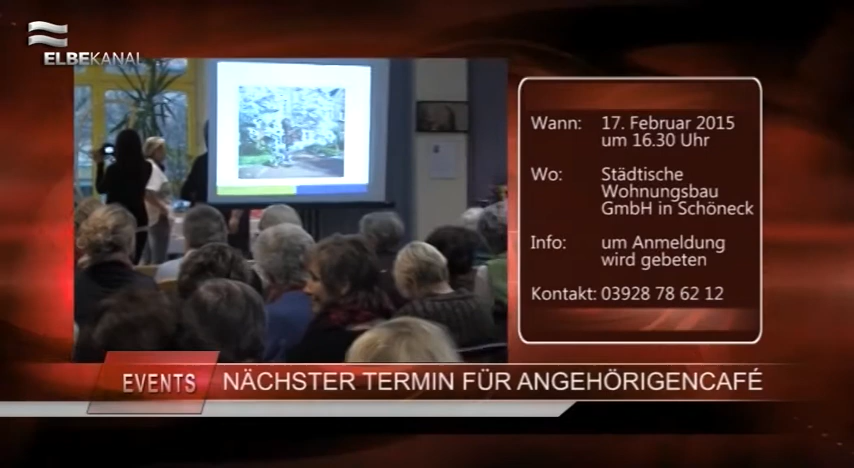 ELBEKANAL
Wann: 17. Februar 2015
um 16.30 Uhr
Wo: Städtische
Wohnungsbau
GmbH in Schöneck
Info: um Anmeldung
wird gebeten
Kontakt: 03928 78 62 12
EVENTS NÄCHSTER TERMIN FÜR ANGEHÖRIGENCAFÉ